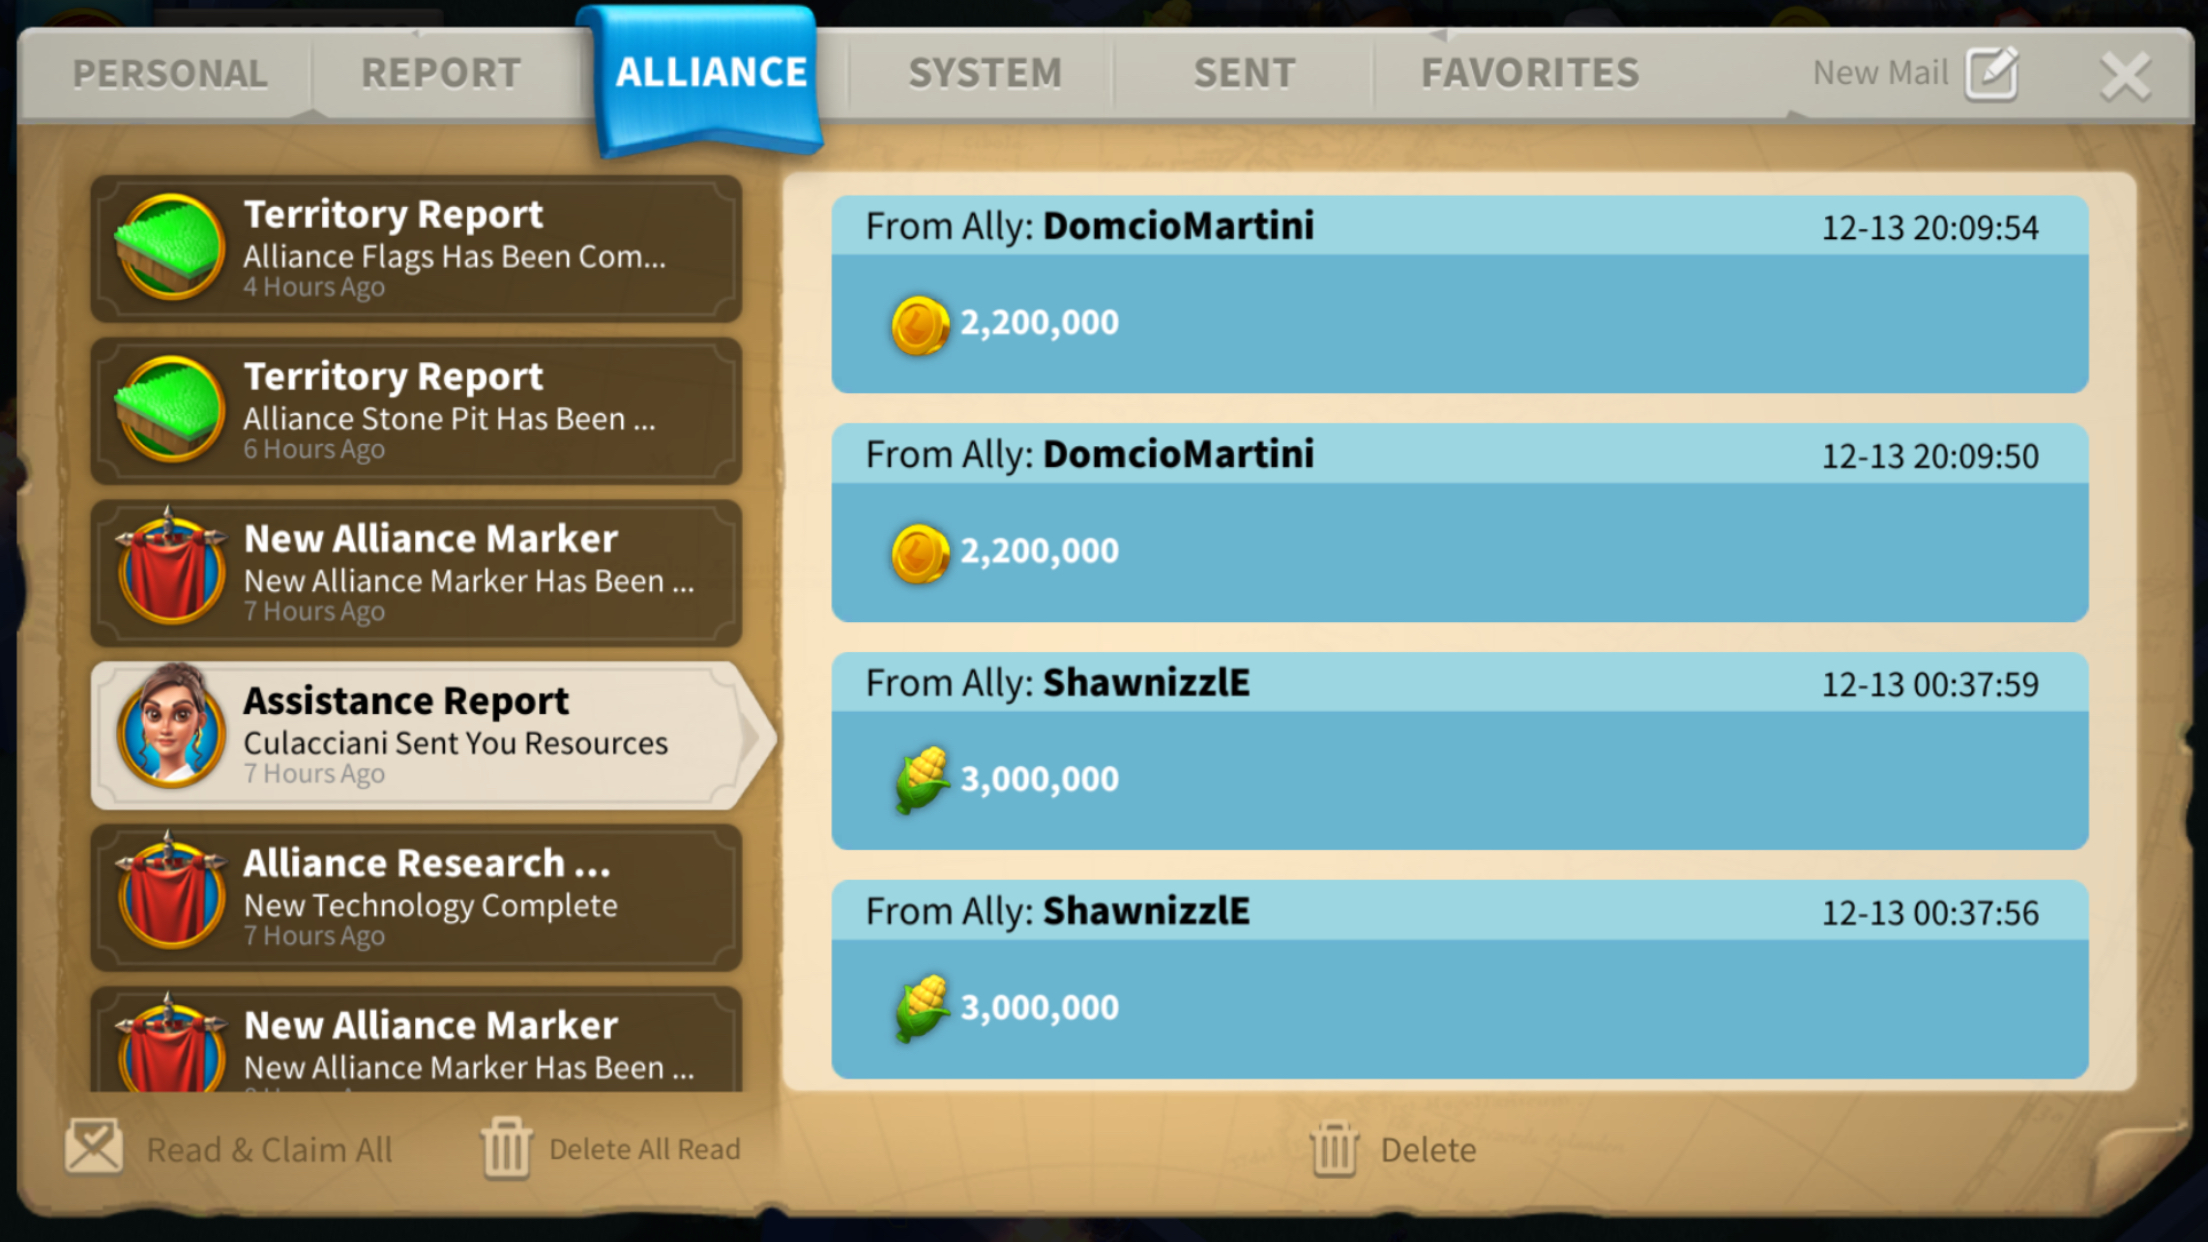 PERSONAL
REPORT
ALLIANCE
SYSTEM
SENT
FAVORITES
New Mail
Territory Report
Alliance Flags Has Been Com...
4 Hours Ago
Territory Report
Alliance Stone Pit Has Been ...
6 Hours Ago
New Alliance Marker
New Alliance Marker Has Been ...
7 Hours Ago
Assistance Report
Culacciani Sent You Resources
7 Hours Ago
Alliance Research ...
New Technology Complete
7 Hours Ago
New Alliance Marker
New Alliance Marker Has Been ...
Read & Claim All
Delete All Read
From Ally: DomcioMartini
12-13 20:09:54
2,200,000
From Ally: DomcioMartini
12-13 20:09:50
2,200,000
From Ally: ShawnizzlE
12-13 00:37:59
3,000,000
From Ally: ShawnizzlE
12-13 00:37:56
3,000,000
Delete